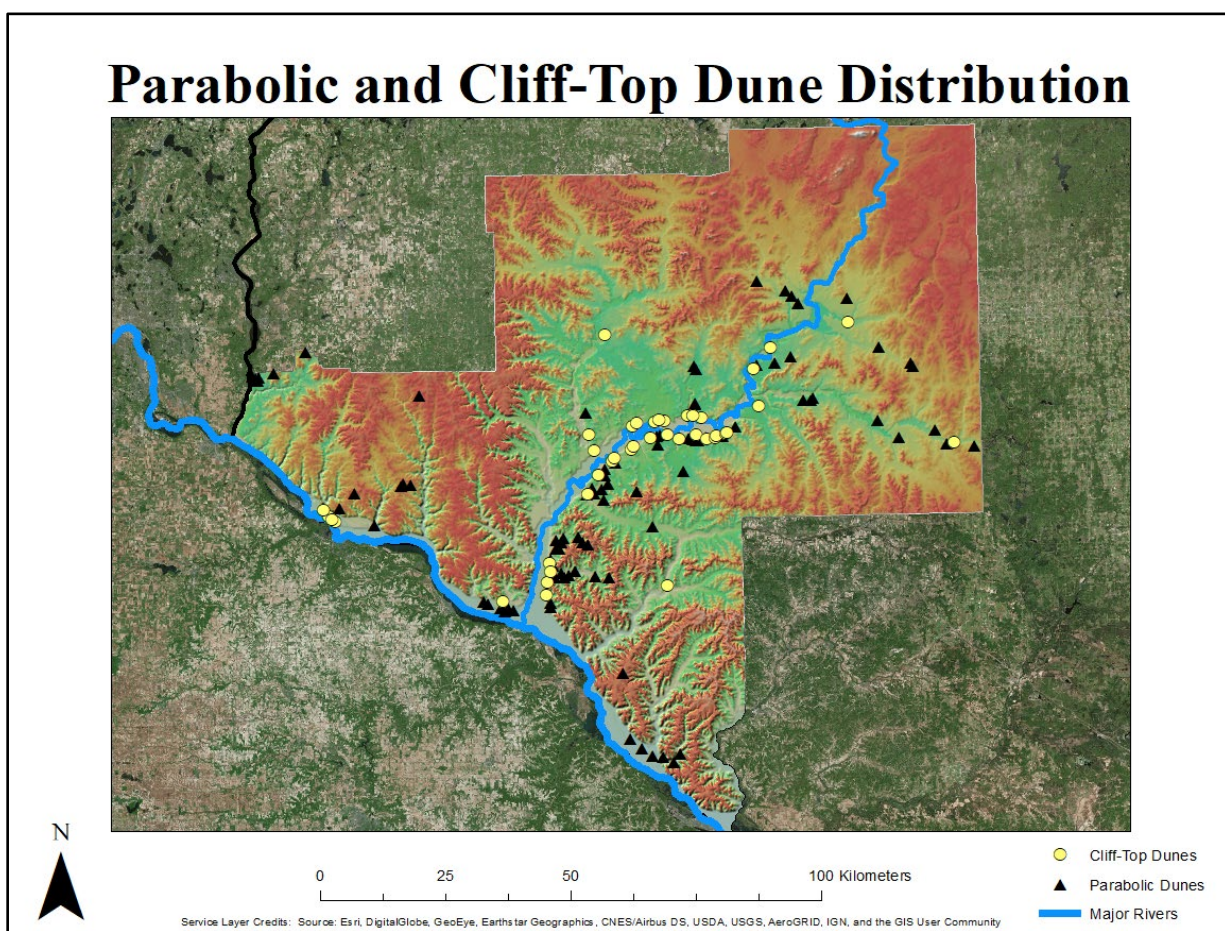 Parabolic and Cliff-Top Dune Distribution
N
0 25 50 100 Kilometers
Cliff-Top Dunes
Parabolic Dunes
Major Rivers
Service Layer Credits: Source: Esri, DigitalGlobe, GeoEye, Earthstar Geographics, CNES/Airbus DS, USDA, USGS, AeroGRID, IGN, and the GIS User Community